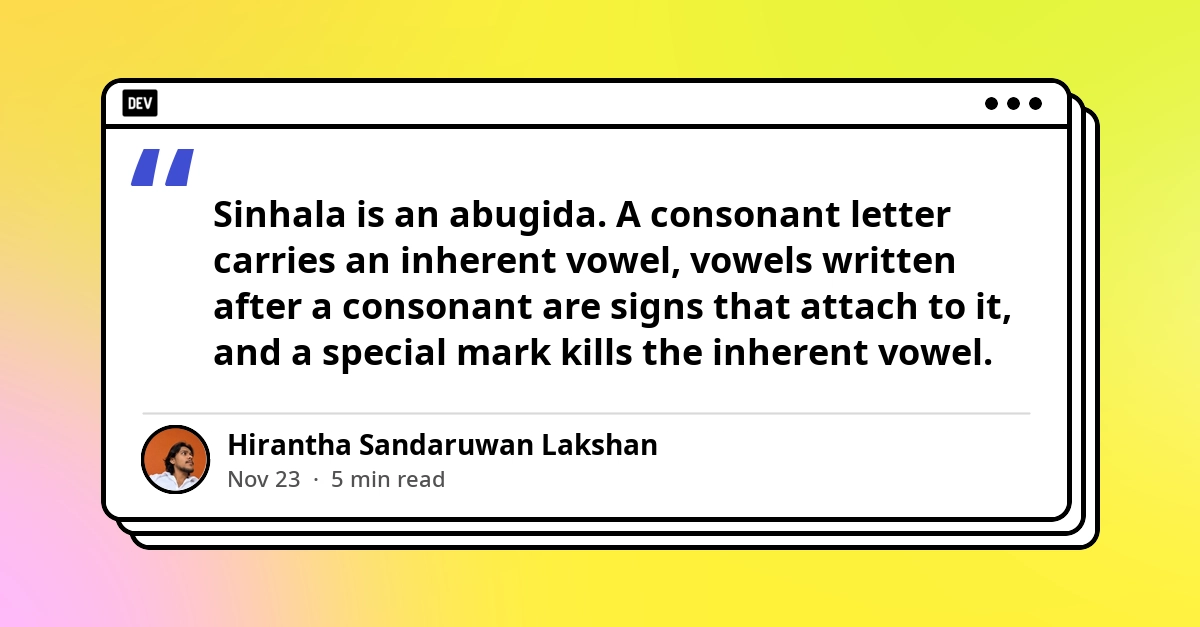 DEV
Sinhala is an abugida. A consonant letter
carries an inherent vowel, vowels written
after a consonant are signs that attach to it,
and a special mark kills the inherent vowel.
Hirantha Sandaruwan Lakshan
Nov 23 · 5 min read